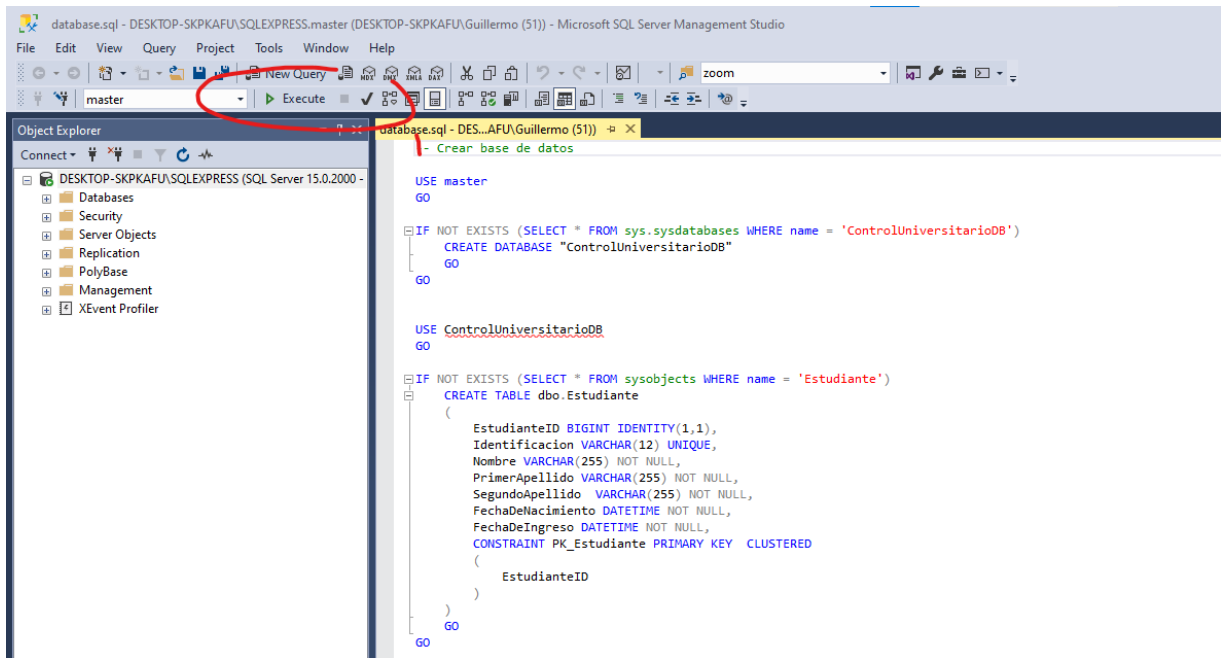 database.sql - DESKTOP-SKPKAFU\SQLEXPRESS.master (DESKTOP-SKPKAFU\Guillermo (51)) - Microsoft SQL Server Management Studio
File Edit View Query Project Tools Window Help
New Query MDX DMX XMLA DAX zoom
master Execute
Object Explorer
database.sql - DES...AFU\Guillermo (51))
Connect
DESKTOP-SKPKAFU\SQLEXPRESS (SQL Server 15.0.2000 -
Databases
Security
Server Objects
Replication
PolyBase
Management
XEvent Profiler
- Crear base de datos
USE master
GO
IF NOT EXISTS (SELECT * FROM sys.sysdatabases WHERE name = 'ControlUniversitarioDB')
CREATE DATABASE "ControlUniversitarioDB"
GO
GO
USE ControlUniversitarioDB
GO
IF NOT EXISTS (SELECT * FROM sysobjects WHERE name = 'Estudiante')
CREATE TABLE dbo.Estudiante
(
EstudianteID BIGINT IDENTITY(1,1),
Identificacion VARCHAR(12) UNIQUE,
Nombre VARCHAR(255) NOT NULL,
PrimerApellido VARCHAR(255) NOT NULL,
SegundoApellido  VARCHAR(255) NOT NULL,
FechaDeNacimiento DATETIME NOT NULL,
FechaDeIngreso DATETIME NOT NULL,
CONSTRAINT PK_Estudiante PRIMARY KEY  CLUSTERED
(
EstudianteID
)
)
GO
GO